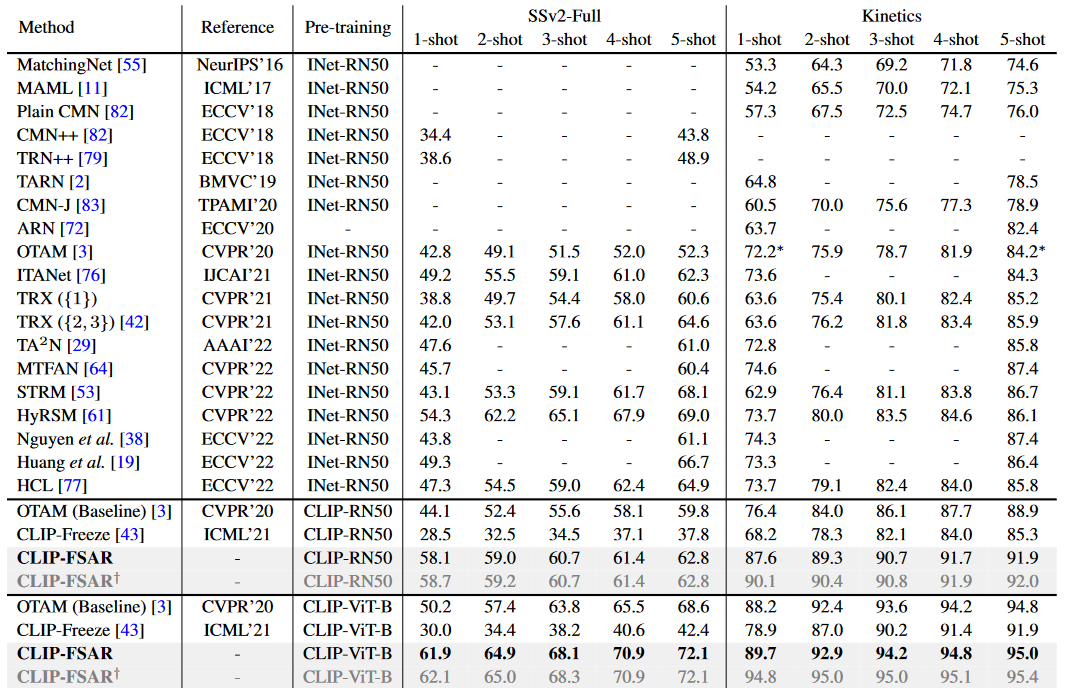 Method Reference Pre-training SSv2-Full Kinetics
1-shot 2-shot 3-shot 4-shot 5-shot 1-shot 2-shot 3-shot 4-shot 5-shot
MatchingNet [55] NeurIPS'16 INet-RN50 - - - - - 53.3 64.3 69.2 71.8 74.6
MAML [11] ICML'17 INet-RN50 - - - - - 54.2 65.5 70.0 72.1 75.3
Plain CMN [82] ECCV'18 INet-RN50 - - - - - 57.3 67.5 72.5 74.7 76.0
CMN++ [82] ECCV'18 INet-RN50 34.4 - - - 43.8 - - - - -
TRN++ [79] ECCV'18 INet-RN50 38.6 - - - 48.9 - - - - -
TARN [2] BMVC'19 INet-RN50 - - - - - 64.8 - - - 78.5
CMN-J [83] TPAMI'20 INet-RN50 - - - - - 60.5 70.0 75.6 77.3 78.9
ARN [72] ECCV'20 - - - - - - 63.7 - - - 82.4
OTAM [3] CVPR'20 INet-RN50 42.8 49.1 51.5 52.0 52.3 72.2* 75.9 78.7 81.9 84.2*
ITANet [76] IJCAI'21 INet-RN50 49.2 55.5 59.1 61.0 62.3 73.6 - - - 84.3
TRX ({1}) CVPR'21 INet-RN50 38.8 49.7 54.4 58.0 60.6 63.6 75.4 80.1 82.4 85.2
TRX ({2, 3}) [42] CVPR'21 INet-RN50 42.0 53.1 57.6 61.1 64.6 63.6 76.2 81.8 83.4 85.9
TA²N [29] AAAI'22 INet-RN50 47.6 - - - 61.0 72.8 - - - 85.8
MTFAN [64] CVPR'22 INet-RN50 45.7 - - - 60.4 74.6 - - - 87.4
STRM [53] CVPR'22 INet-RN50 43.1 53.3 59.1 61.7 68.1 62.9 76.4 81.1 83.8 86.7
HyRSM [61] CVPR'22 INet-RN50 54.3 62.2 65.1 67.9 69.0 73.7 80.0 83.5 84.6 86.1
Nguyen et al. [38] ECCV'22 INet-RN50 43.8 - - - 61.1 74.3 - - - 87.4
Huang et al. [19] ECCV'22 INet-RN50 49.3 - - - 66.7 73.3 - - - 86.4
HCL [77] ECCV'22 INet-RN50 47.3 54.5 59.0 62.4 64.9 73.7 79.1 82.4 84.0 85.8
OTAM (Baseline) [3] CVPR'20 CLIP-RN50 44.1 52.4 55.6 58.1 59.8 76.4 84.0 86.1 87.7 88.9
CLIP-Freeze [43] ICML'21 CLIP-RN50 28.5 32.5 34.5 37.1 37.8 68.2 78.3 82.1 84.0 85.3
CLIP-FSAR - CLIP-RN50 58.1 59.0 60.7 61.4 62.8 87.6 89.3 90.7 91.7 91.9
CLIP-FSAR† - CLIP-RN50 58.7 59.2 60.7 61.4 62.8 90.1 90.4 90.8 91.9 92.0
OTAM (Baseline) [3] CVPR'20 CLIP-ViT-B 50.2 57.4 63.8 65.5 68.6 88.2 92.4 93.6 94.2 94.8
CLIP-Freeze [43] ICML'21 CLIP-ViT-B 30.0 34.4 38.2 40.6 42.4 78.9 87.0 90.2 91.4 91.9
CLIP-FSAR - CLIP-ViT-B 61.9 64.9 68.1 70.9 72.1 89.7 92.9 94.2 94.8 95.0
CLIP-FSAR† - CLIP-ViT-B 62.1 65.0 68.3 70.9 72.1 94.8 95.0 95.0 95.1 95.4